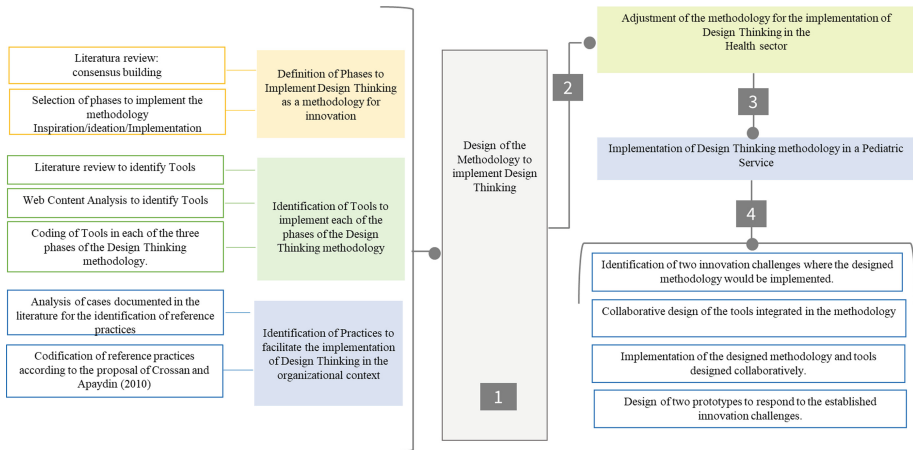 Literatura review:
consensus building
Selection of phases to implement the
methodology
Inspiration/ideation/Implementation
Definition of Phases to
Implement Design Thinking
as a methodology for
innovation
Literature review to identify Tools
Web Content Analysis to identify Tools
Coding of Tools in each of the three
phases of the Design Thinking
methodology.
Identification of Tools to
implement each of the
phases of the Design
Thinking methodology
Analysis of cases documented in the
literature for the identification of reference
practices
Codification of reference practices
according to the proposal of Crossan and
Apaydin (2010)
Identification of Practices to
facilitate the implementation
of Design Thinking in the
organizational context
Design of the
Methodology to
implement Design
Thinking
1
2
Adjustment of the methodology for the implementation of
Design Thinking in the
Health sector
3
Implementation of Design Thinking methodology in a Pediatric
Service
4
Identification of two innovation challenges where the designed
methodology would be implemented.
Collaborative design of the tools integrated in the methodology
Implementation of the designed methodology and tools
designed collaboratively.
Design of two prototypes to respond to the established
innovation challenges.